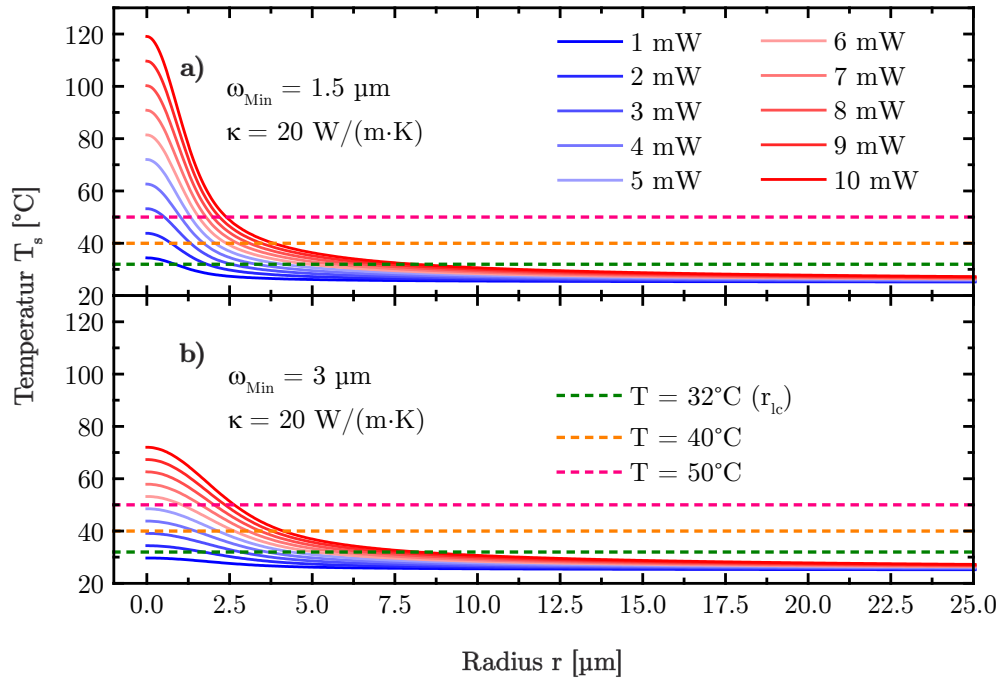 Temperatur T_s [°C]
120
100
80
60
40
20
a)
ω_Min = 1.5 µm
κ = 20 W/(m·K)
1 mW
2 mW
3 mW
4 mW
5 mW
6 mW
7 mW
8 mW
9 mW
10 mW
120
100
80
60
40
20
b)
ω_Min = 3 µm
κ = 20 W/(m·K)
T = 32°C (r_lc)
T = 40°C
T = 50°C
0.0 2.5 5.0 7.5 10.0 12.5 15.0 17.5 20.0 22.5 25.0
Radius r [µm]